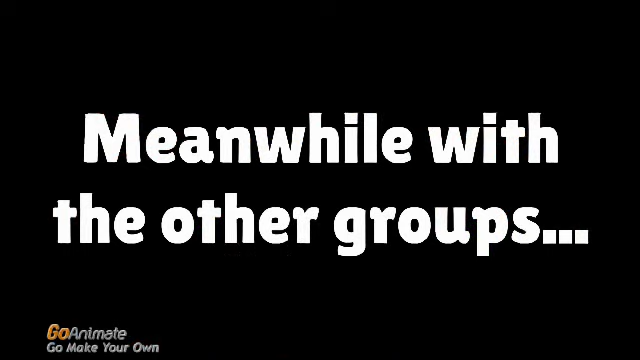 Meanwhile with
the other groups...
GoAnimate
Go Make Your Own